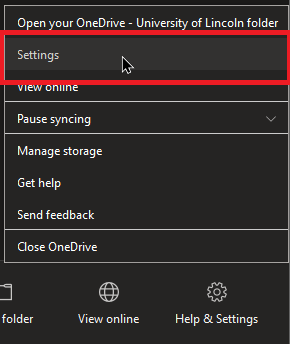 Open your OneDrive - University of Lincoln folder
Settings
View online
Pause syncing
Manage storage
Get help
Send feedback
Close OneDrive
folder View online Help & Settings